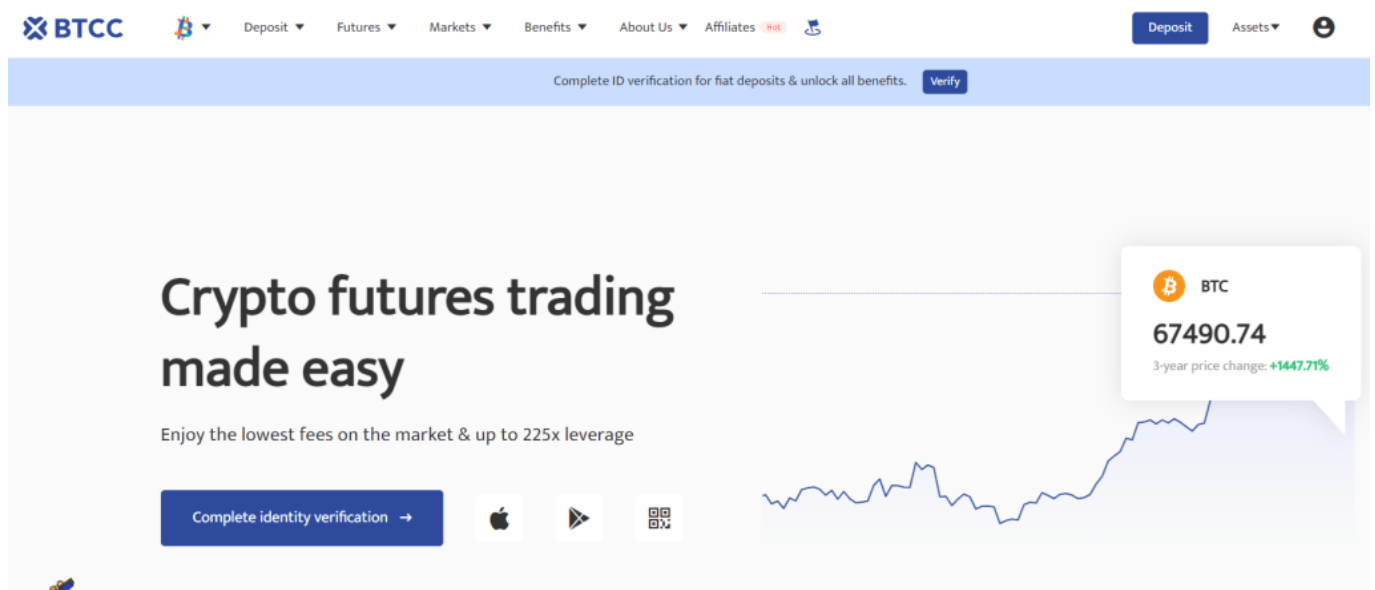 BTCC
Deposit
Futures
Markets
Benefits
About Us
Affiliates Hot
Deposit
Assets
Complete ID verification for fiat deposits & unlock all benefits.
Verify
Crypto futures trading
made easy
Enjoy the lowest fees on the market & up to 225x leverage
Complete identity verification →
BTC
67490.74
3-year price change: +1447.71%